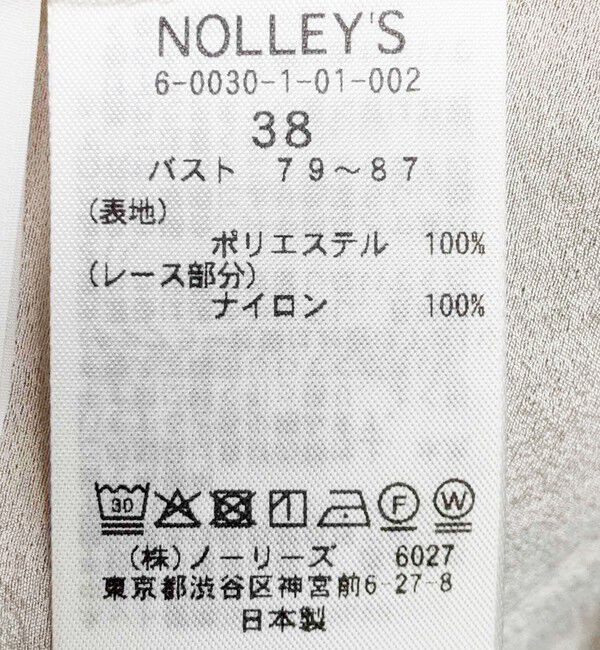 NOLLEY'S
6-0030-1-01-002
38
バスト 79～87
(表地)
ポリエステル 100%
(レース部分)
ナイロン 100%
30 F W
(株)ノーリーズ 6027
東京都渋谷区神宮前6-27-8
日本製